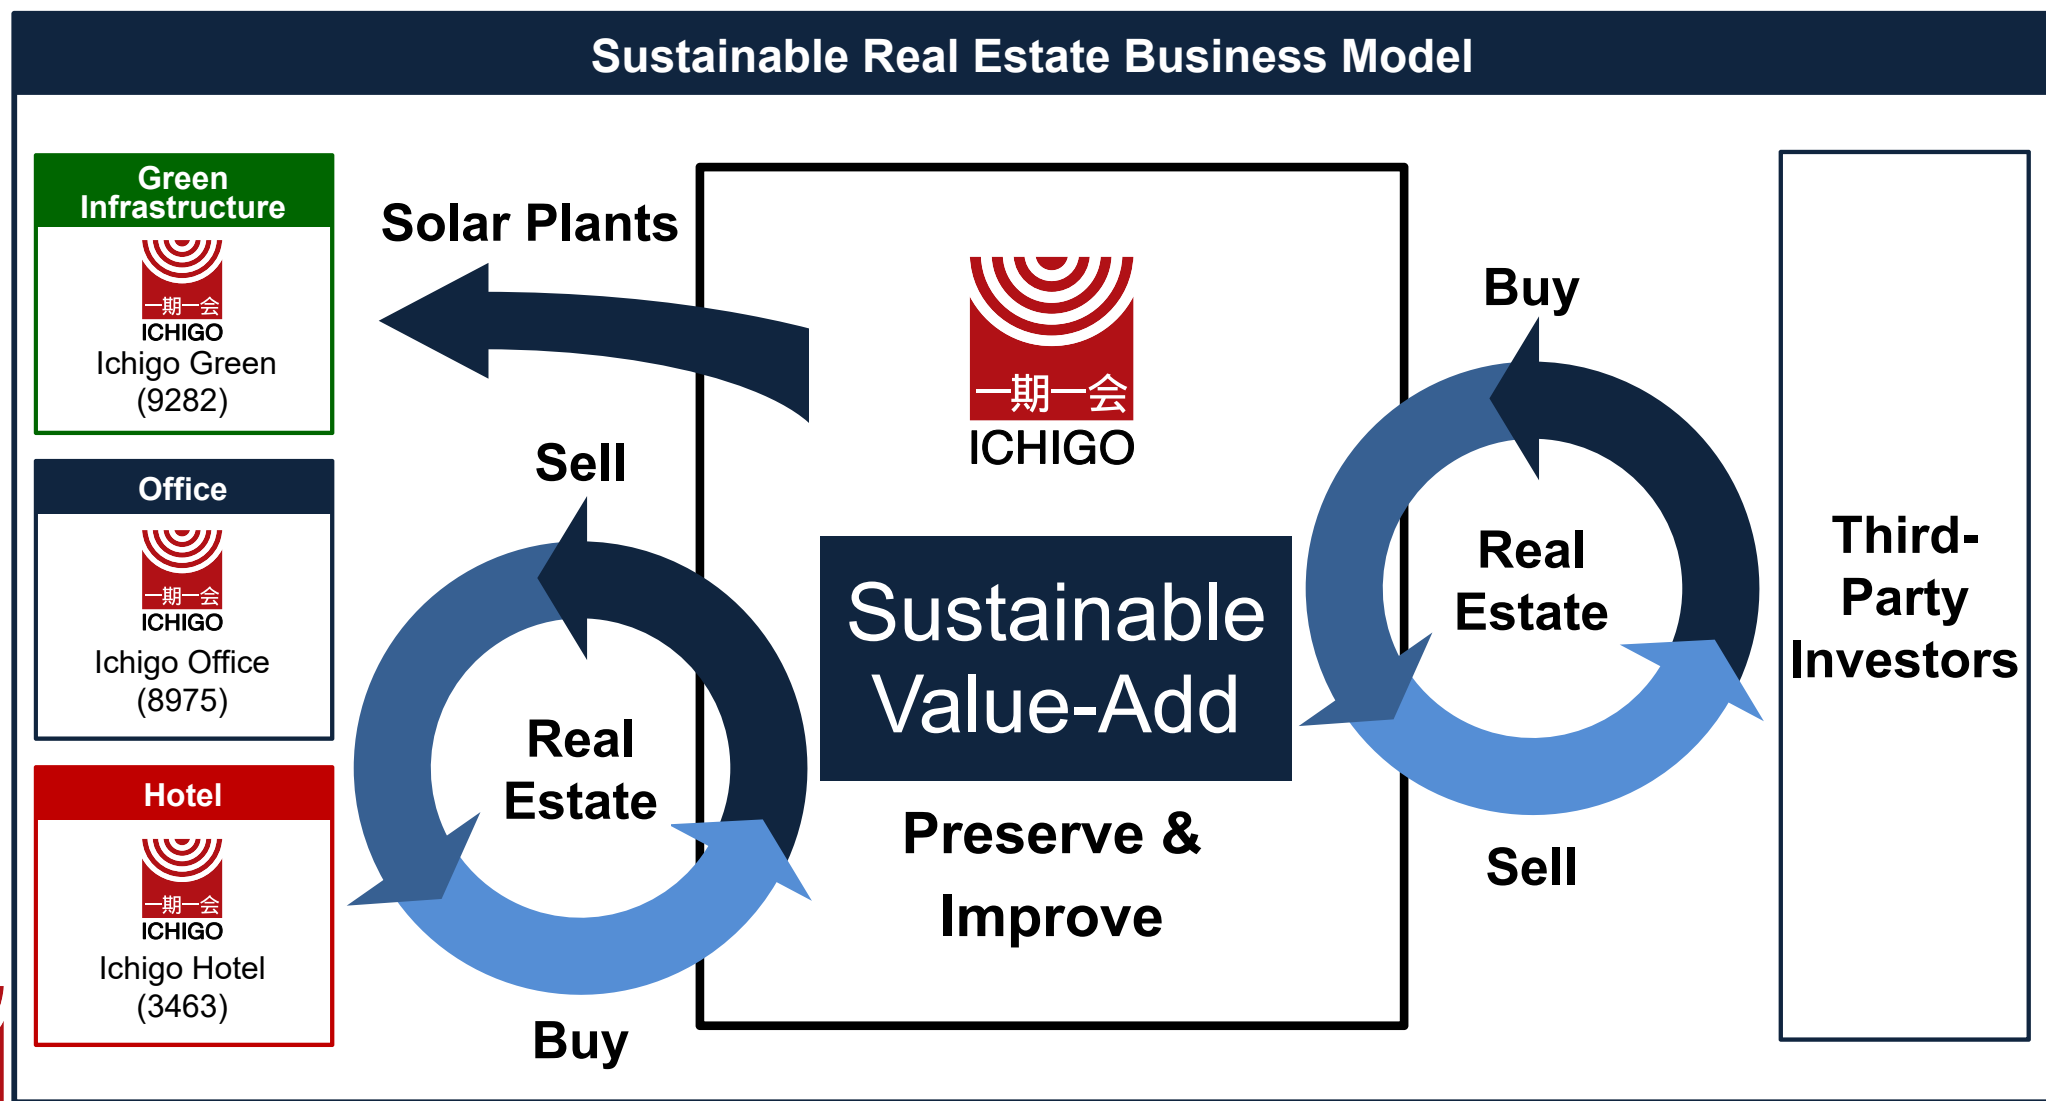 Sustainable Real Estate Business Model
Green
Infrastructure
一期一会
ICHIGO
Ichigo Green
(9282)
Office
一期一会
ICHIGO
Ichigo Office
(8975)
Hotel
一期一会
ICHIGO
Ichigo Hotel
(3463)
Solar Plants
Sell
Real
Estate
Buy
一期一会
ICHIGO
Sustainable
Value-Add
Preserve &
Improve
Buy
Real
Estate
Sell
Third-
Party
Investors